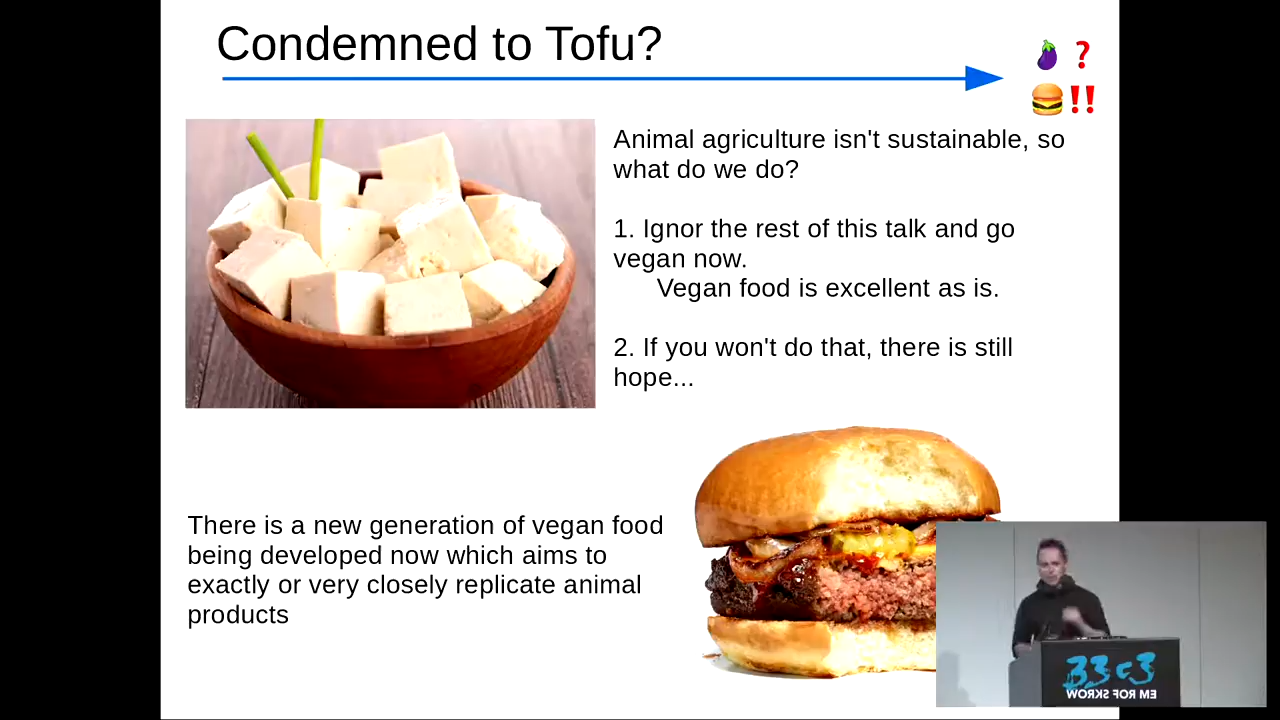 Condemned to Tofu?
Animal agriculture isn't sustainable, so
what do we do?
1. Ignor the rest of this talk and go
vegan now.
Vegan food is excellent as is.
2. If you won't do that, there is still
hope...
There is a new generation of vegan food
being developed now which aims to
exactly or very closely replicate animal
products
33c3
WORKS FOR ME